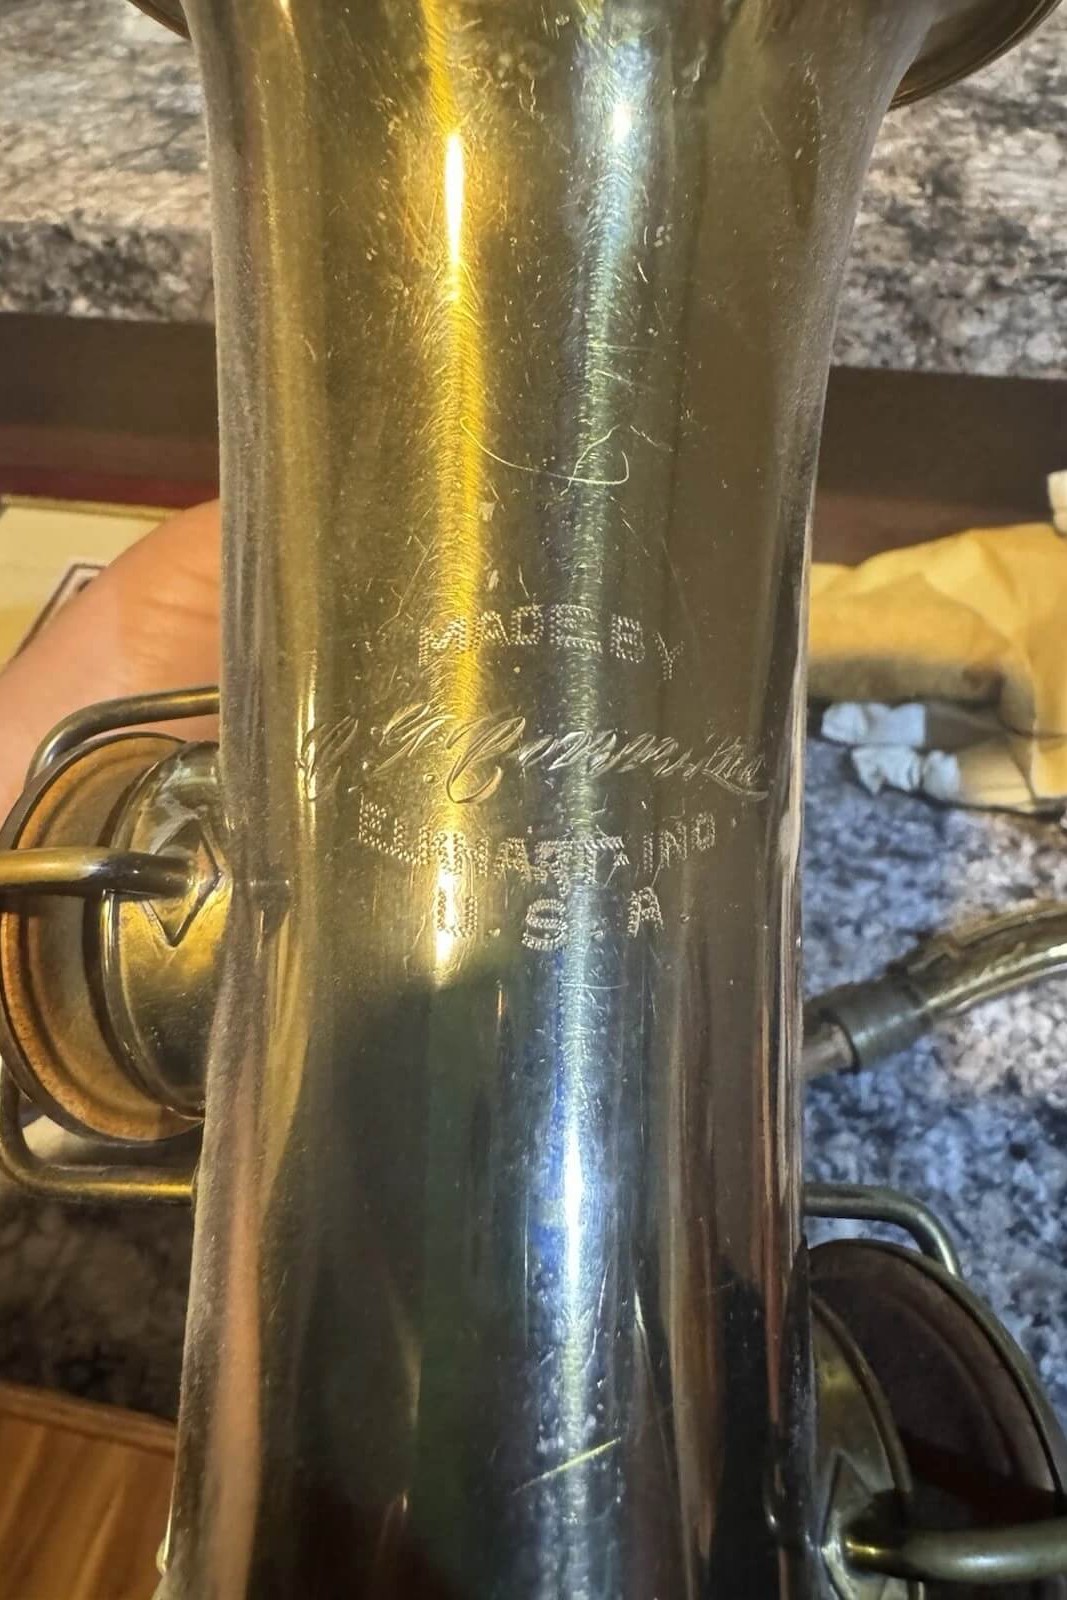 MADE BY
C. G. Conn Ltd
ELKHART, IND
U. S. A.